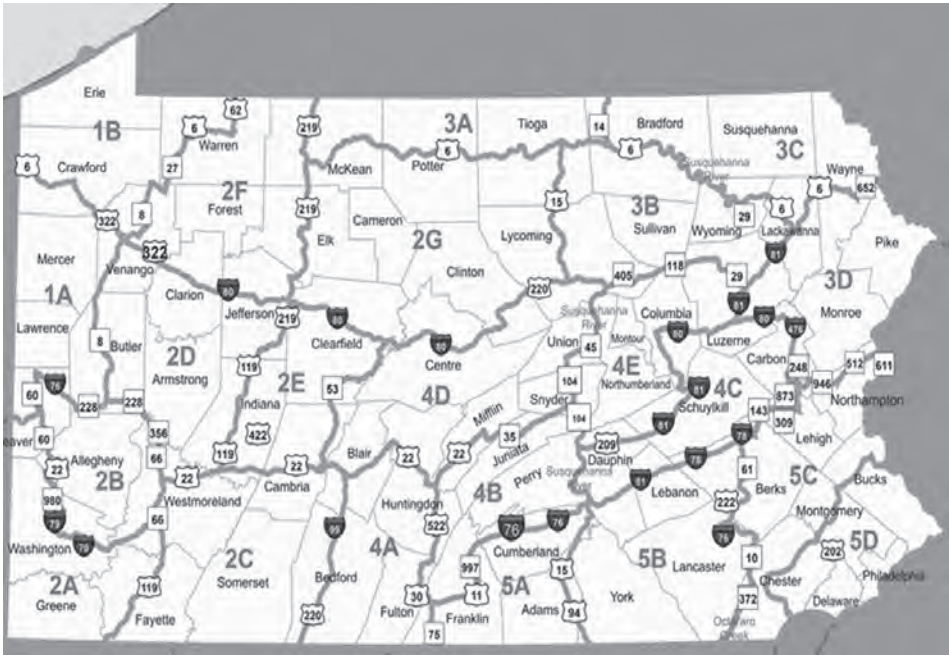 Erie
62
1B
6
Warren
219
3A
Tioga
14
Bradford
Susquehanna
3C
6
Crawford
27
McKean
6
Potter
6
Susquehanna
River
Wayne
6
652
2F
Forest
8
322
219
Cameron
15
3B
Sullivan
29
Wyoming
6
Lackawanna
Pike
322
Venango
Elk
2G
Lycoming
81
Mercer
Clarion
80
Clinton
405
118
29
3D
1A
Jefferson
219
80
220
Susquehanna
River
Columbia
81
80
476
Monroe
Lawrence
8
Butler
2D
Clearfield
80
Centre
Union
45
Montour
80
Luzerne
Carbon
248
512
611
Armstrong
119
2E
53
4D
104
4E
Northumberland
4C
81
873
946
Northampton
60
76
228
228
Indiana
Mifflin
Snyder
104
Schuylkill
143
309
eaver
60
356
422
Blair
22
35
Juniata
81
78
Lehigh
22
Allegheny
66
119
22
22
209
Dauphin
78
61
2B
22
Cambria
Perry
Susquehanna
River
81
Lebanon
Berks
5C
Bucks
980
Westmoreland
Huntingdon
4B
222
Montgomery
79
66
99
522
76
76
76
202
5D
Washington
70
2C
4A
Cumberland
5B
Lancaster
10
Philadelphia
2A
Somerset
Bedford
997
5A
15
Chester
Greene
119
30
11
372
Delaware
Fayette
220
Fulton
Franklin
Adams
94
York
75
Octoraro
Creek